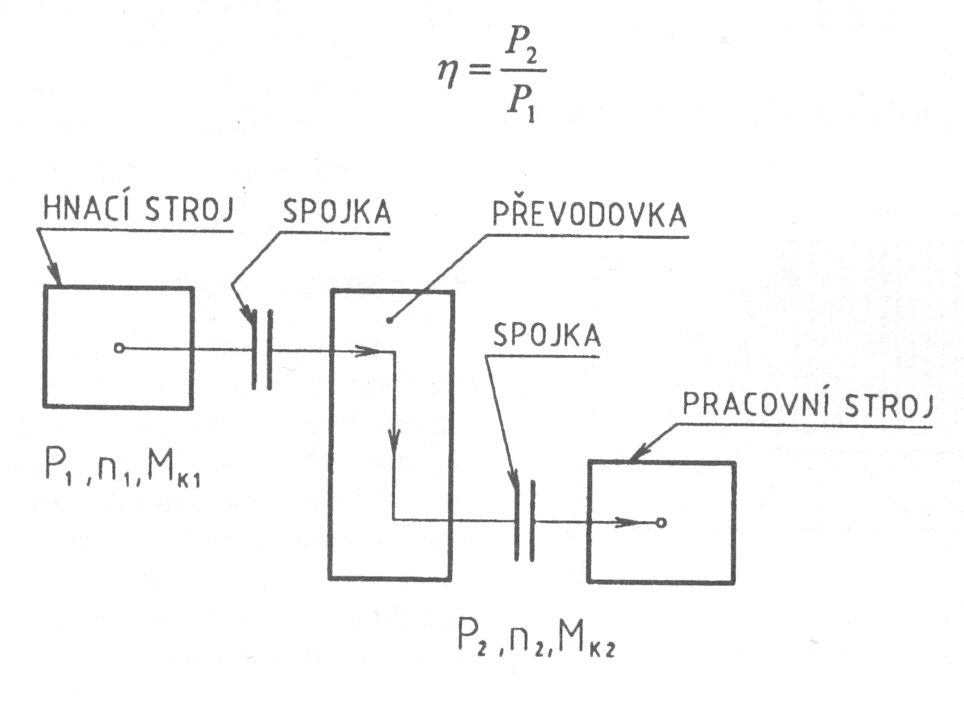 η = P₂/P₁
HNACÍ STROJ
SPOJKA
PŘEVODOVKA
SPOJKA
PRACOVNÍ STROJ
P₁, n₁, Mₖ₁
P₂, n₂, Mₖ₂